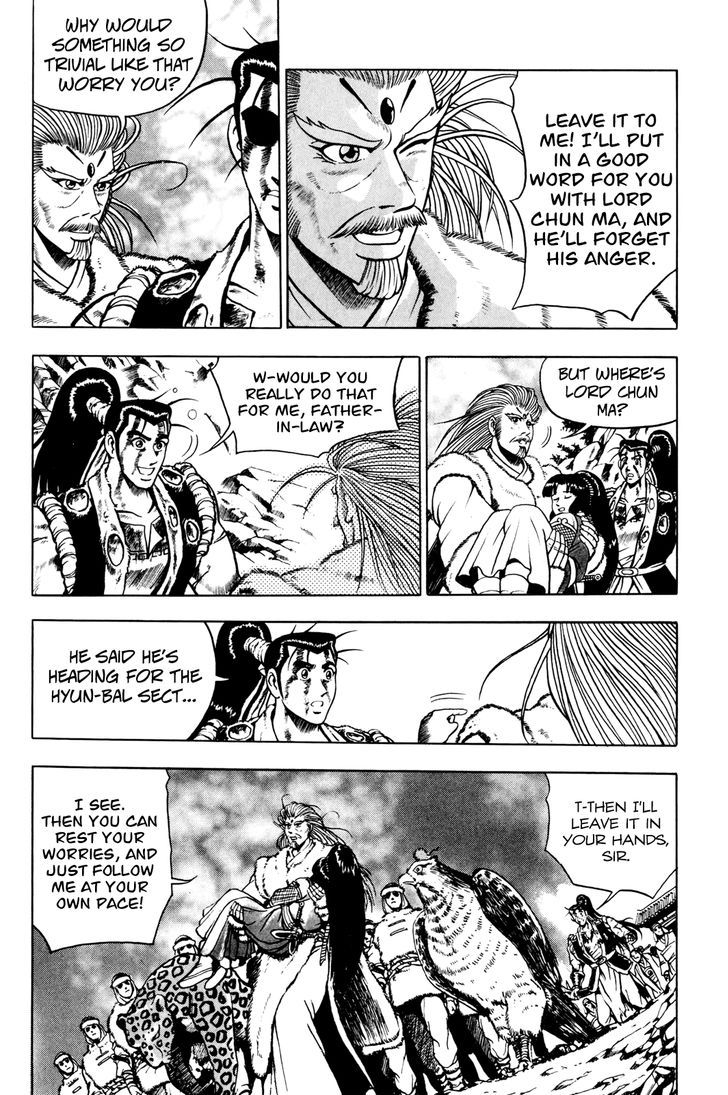 WHY WOULD
SOMETHING SO
TRIVIAL LIKE THAT
WORRY YOU?
LEAVE IT TO
ME! I'LL PUT
IN A GOOD
WORD FOR YOU
WITH LORD
CHUN MA, AND
HE'LL FORGET
HIS ANGER.
W-WOULD YOU
REALLY DO THAT
FOR ME, FATHER-
IN-LAW?
BUT WHERE'S
LORD CHUN
MA?
HE SAID HE'S
HEADING FOR THE
HYUN-BAL SECT...
I SEE.
THEN YOU CAN
REST YOUR
WORRIES, AND
JUST FOLLOW
ME AT YOUR
OWN PACE!
T-THEN I'LL
LEAVE IT IN
YOUR HANDS,
SIR.